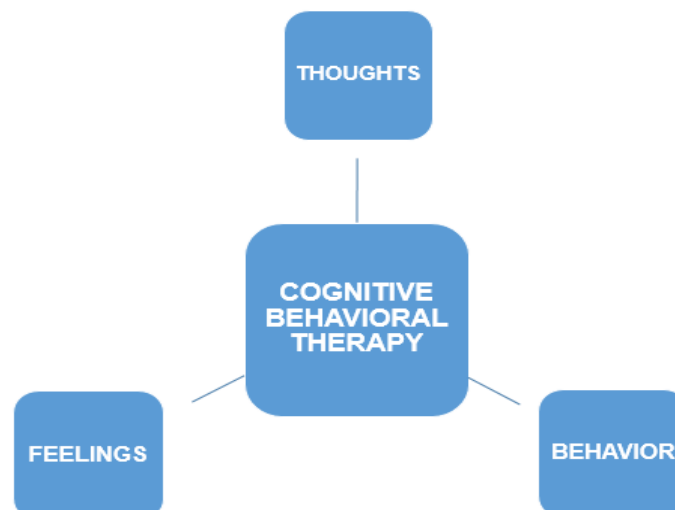 THOUGHTS
COGNITIVE
BEHAVIORAL
THERAPY
FEELINGS
BEHAVIOR